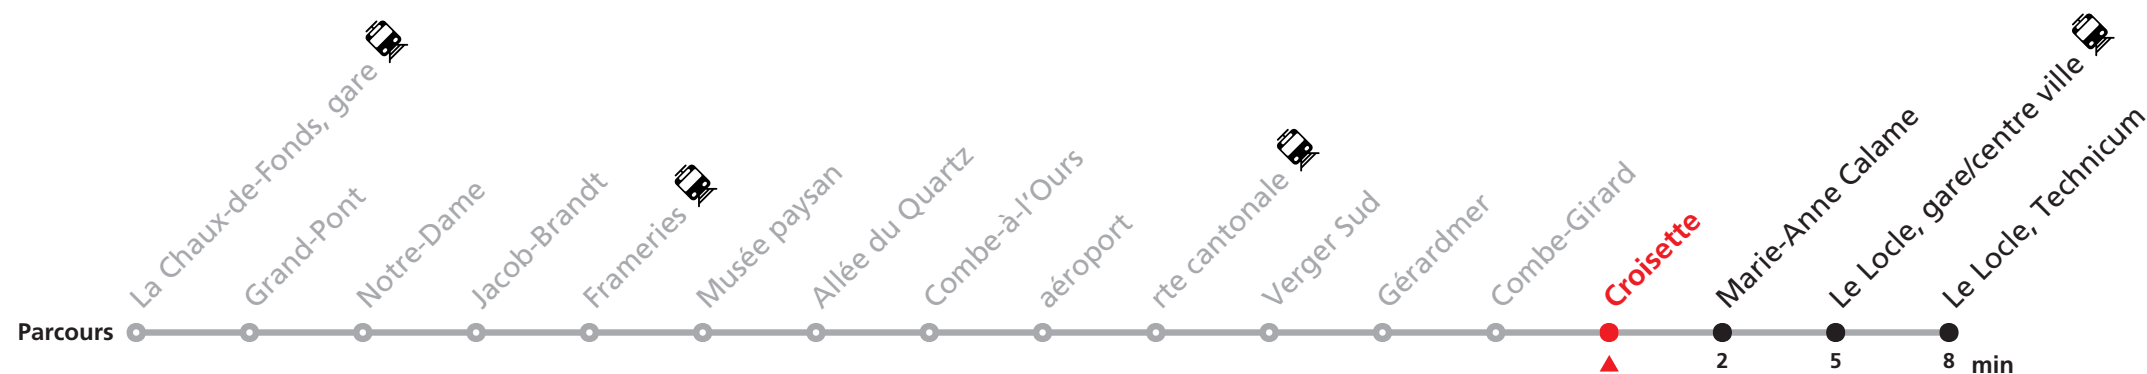 La Chaux-de-Fonds, gare
Grand-Pont
Notre-Dame
Jacob-Brandt
Frameries
Musée paysan
Allée du Quartz
Combe-à-l'Ours
aéroport
rte cantonale
Verger Sud
Gérardmer
Combe-Girard
Croisette
Marie-Anne Calame
Le Locle, gare/centre ville
Le Locle, Technicum
Parcours
2 5 8 min